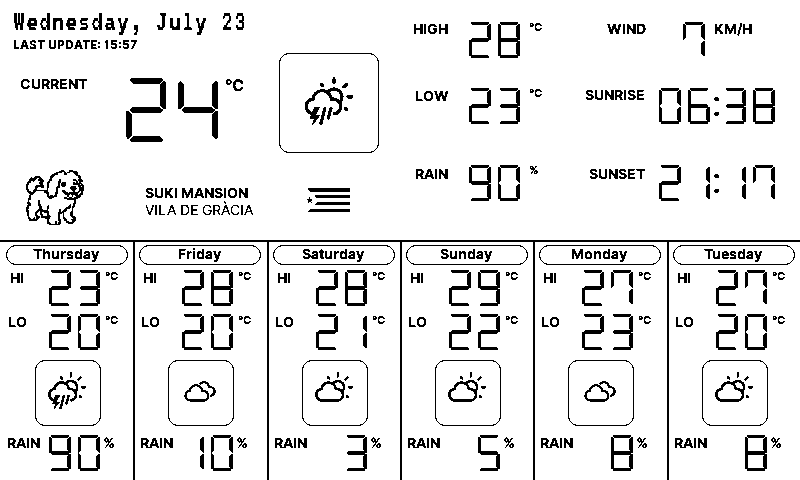 Wednesday, July 23
LAST UPDATE: 15:57
CURRENT 24 °C
SUKI MANSION
VILA DE GRÀCIA
HIGH 28 °C
LOW 23 °C
RAIN 90 %
WIND 7 KM/H
SUNRISE 06:38
SUNSET 21:17
Thursday
HI 23 °C
LO 20 °C
RAIN 90 %
Friday
HI 28 °C
LO 20 °C
RAIN 10 %
Saturday
HI 28 °C
LO 21 °C
RAIN 3 %
Sunday
HI 29 °C
LO 22 °C
RAIN 5 %
Monday
HI 27 °C
LO 23 °C
RAIN 8 %
Tuesday
HI 27 °C
LO 20 °C
RAIN 8 %